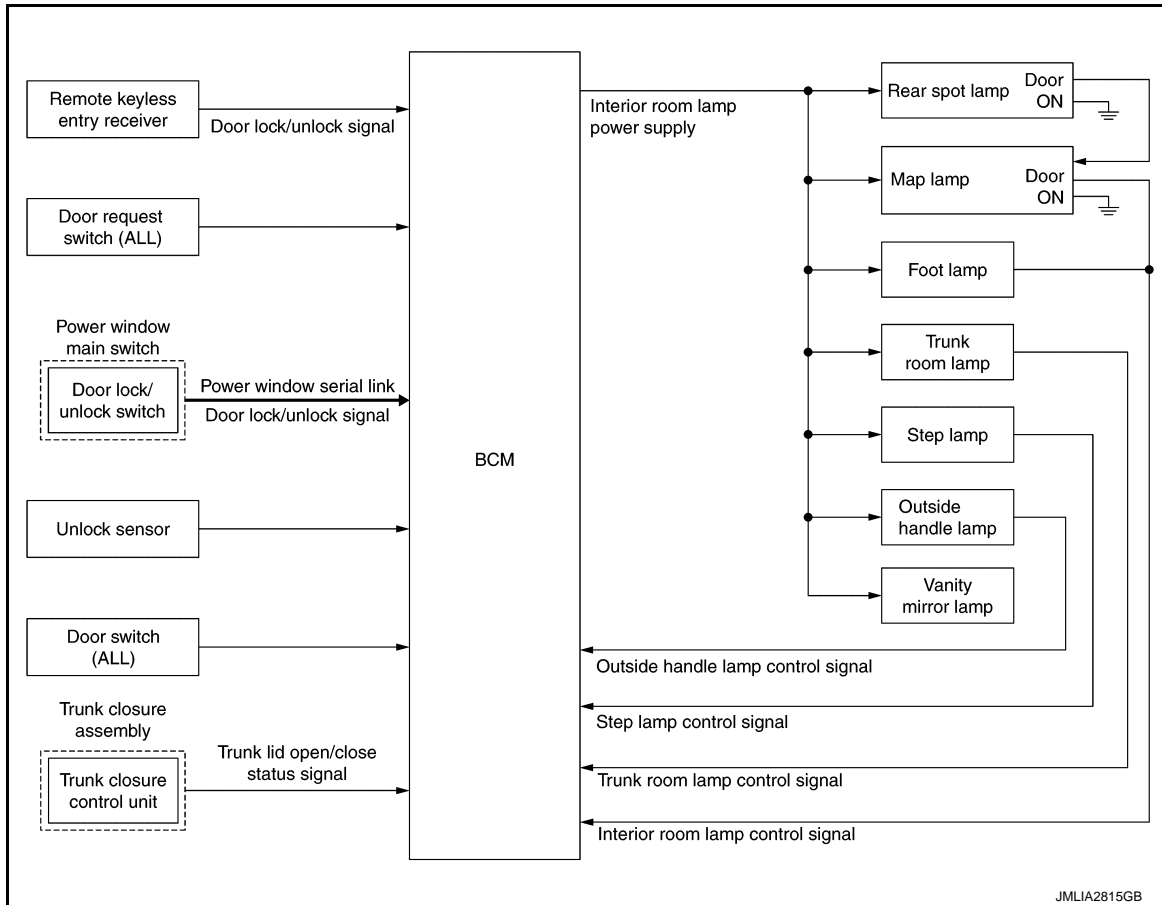 Remote keyless
entry receiver
Door lock/unlock signal
Door request
switch (ALL)
Power window
main switch
Door lock/
unlock switch
Power window serial link
Door lock/unlock signal
Unlock sensor
Door switch
(ALL)
Trunk closure
assembly
Trunk closure
control unit
Trunk lid open/close
status signal
BCM
Interior room lamp
power supply
Rear spot lamp
Door
ON
Map lamp
Door
ON
Foot lamp
Trunk
room lamp
Step lamp
Outside
handle lamp
Vanity
mirror lamp
Outside handle lamp control signal
Step lamp control signal
Trunk room lamp control signal
Interior room lamp control signal
JMLIA2815GB